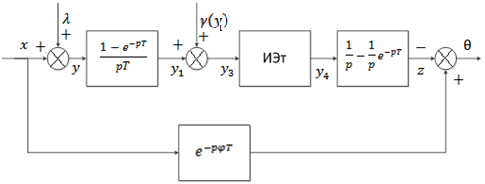 λ
γ(y₁)
x + + y
1 − e^{−pT}
pT
+ y₁ + y₃
ИЭт
y₄
1/p − 1/p e^{−pT}
− z θ +
e^{−pφT}